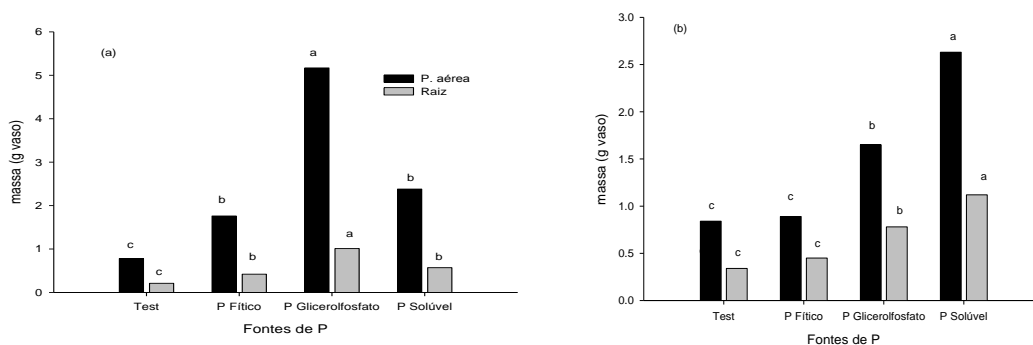 (a)
massa (g vaso)
6
5
4
3
2
1
0
a
P. aérea
Raiz
b
b
c
c
b
a
b
Test
P Fítico
P Glicerolfosfato
P Solúvel
Fontes de P
(b)
massa (g vaso)
3.0
2.5
2.0
1.5
1.0
0.5
0.0
a
b
a
c
c
b
c
c
Test
P Fítico
P Glicerolfosfato
P Solúvel
Fontes de P